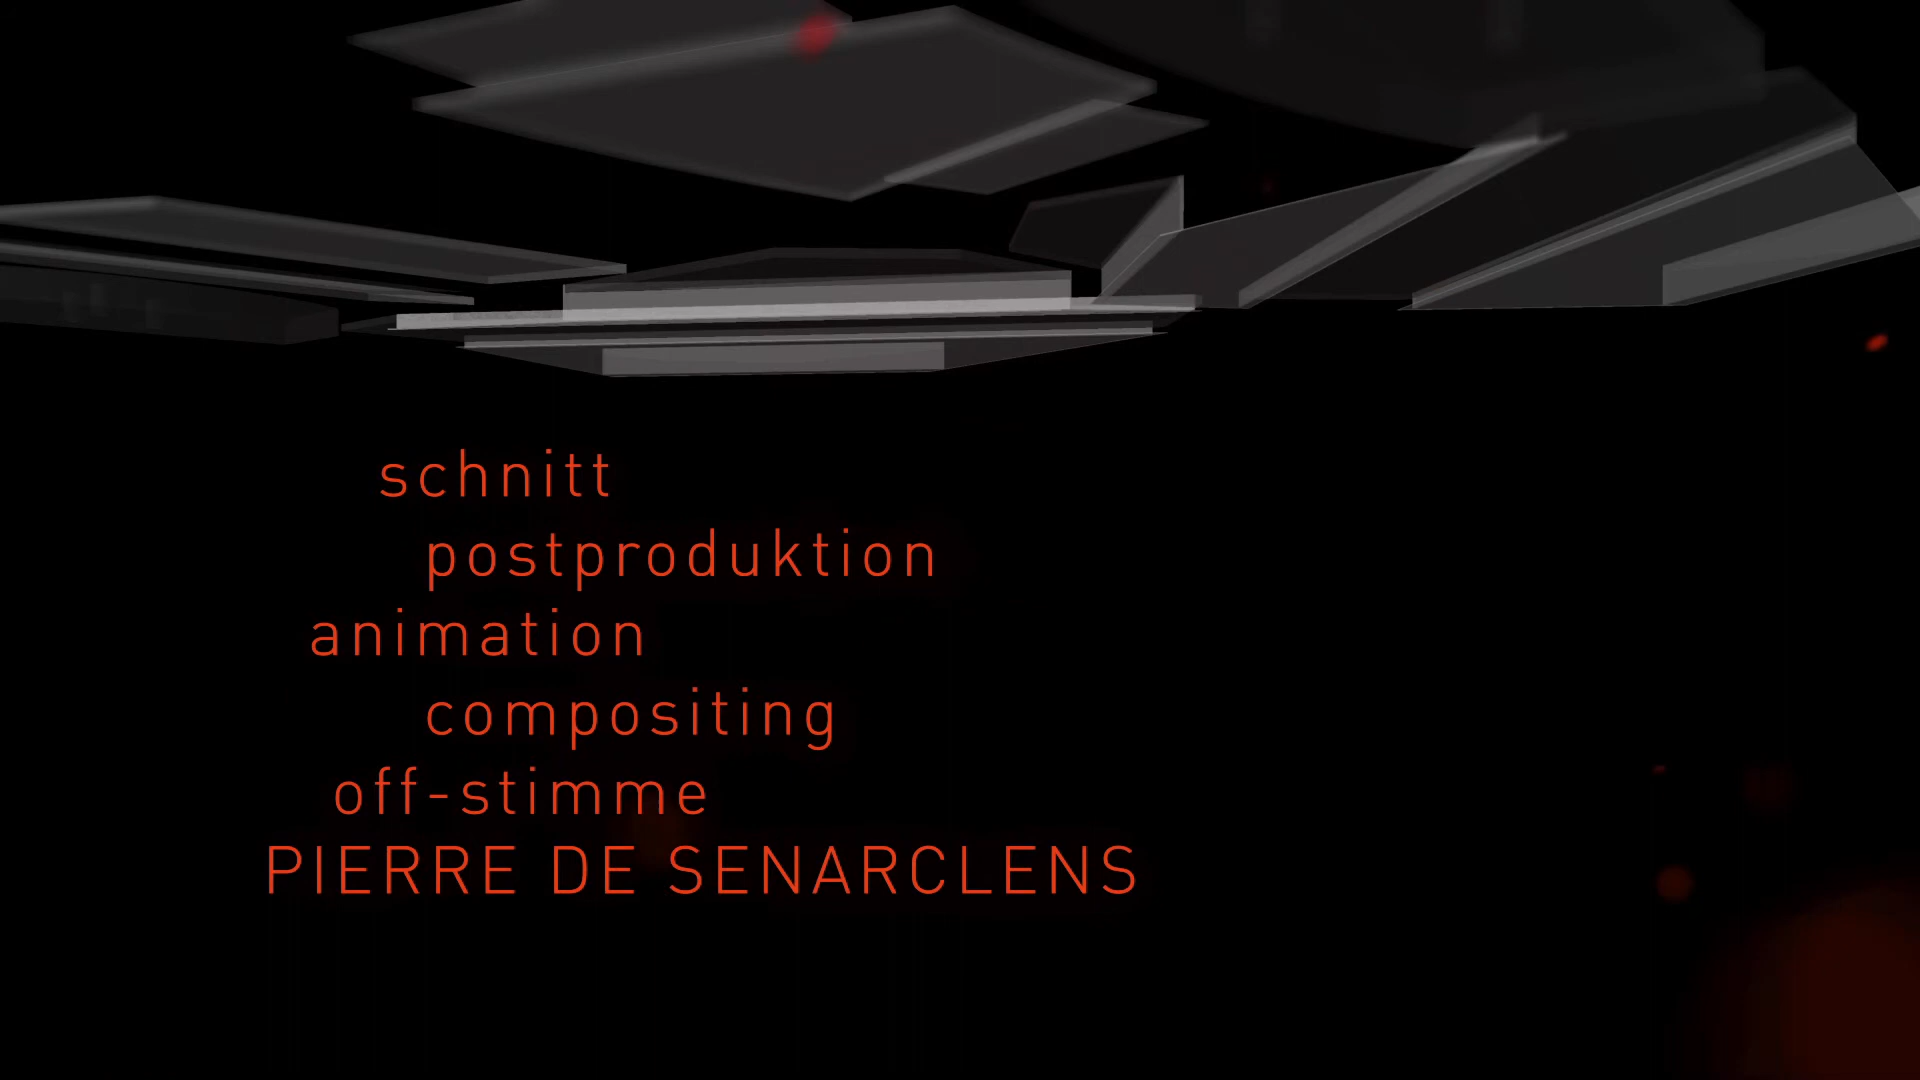 schnitt
postproduktion
animation
compositing
off-stimme
PIERRE DE SENARCLENS